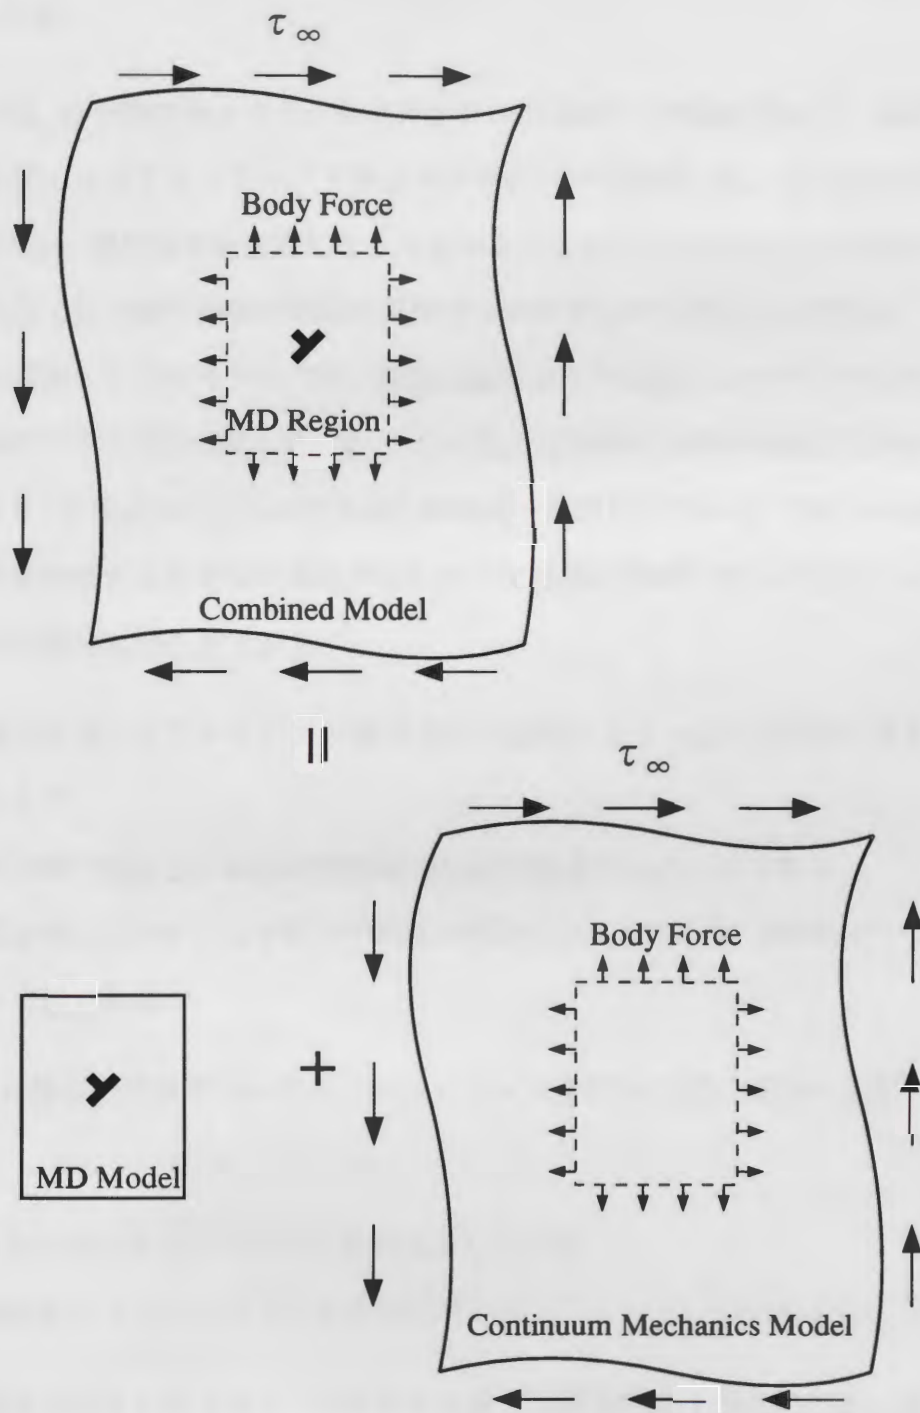 τ ∞
Body Force
MD Region
Combined Model
=
τ ∞
Body Force
MD Model
+
Continuum Mechanics Model